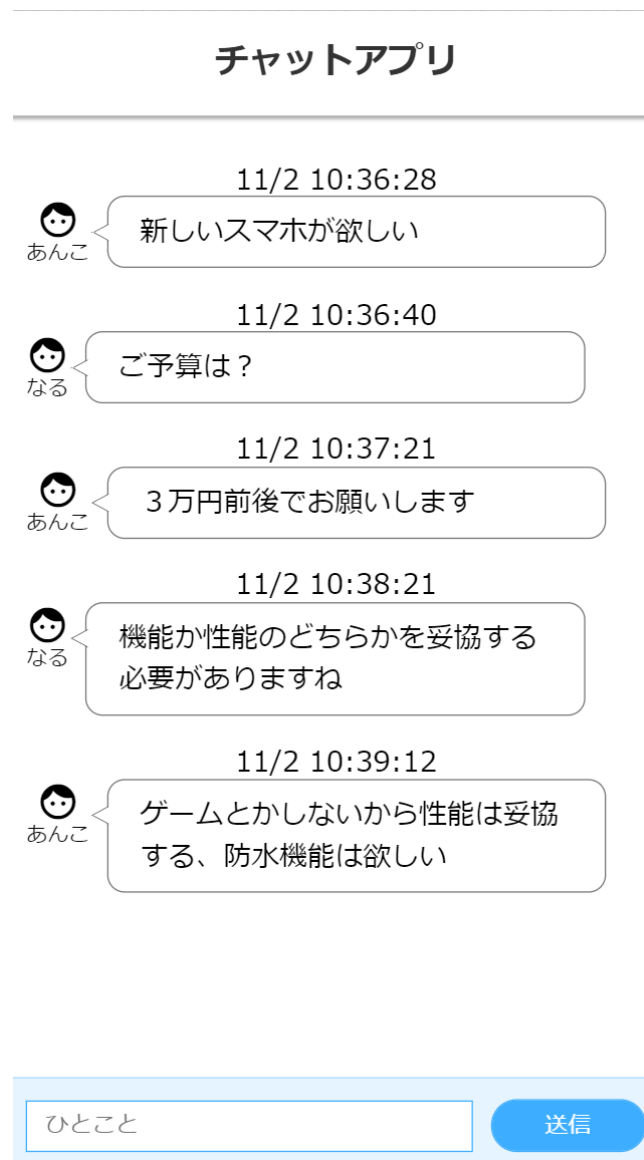 チャットアプリ
11/2 10:36:28
あんこ
新しいスマホが欲しい
11/2 10:36:40
なる
ご予算は？
11/2 10:37:21
あんこ
３万円前後でお願いします
11/2 10:38:21
なる
機能か性能のどちらかを妥協する
必要がありますね
11/2 10:39:12
あんこ
ゲームとかしないから性能は妥協
する、防水機能は欲しい
ひとこと
送信